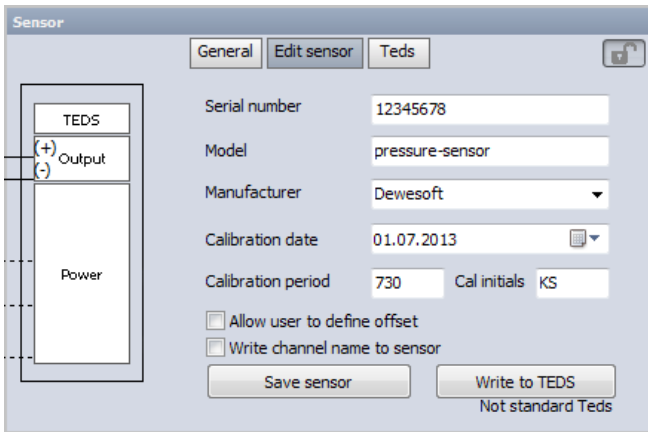 Sensor
General Edit sensor Teds
TEDS
(+) Output
(-)
Power
Serial number 12345678
Model pressure-sensor
Manufacturer Dewesoft
Calibration date 01.07.2013
Calibration period 730 Cal initials KS
Allow user to define offset
Write channel name to sensor
Save sensor Write to TEDS
Not standard Teds